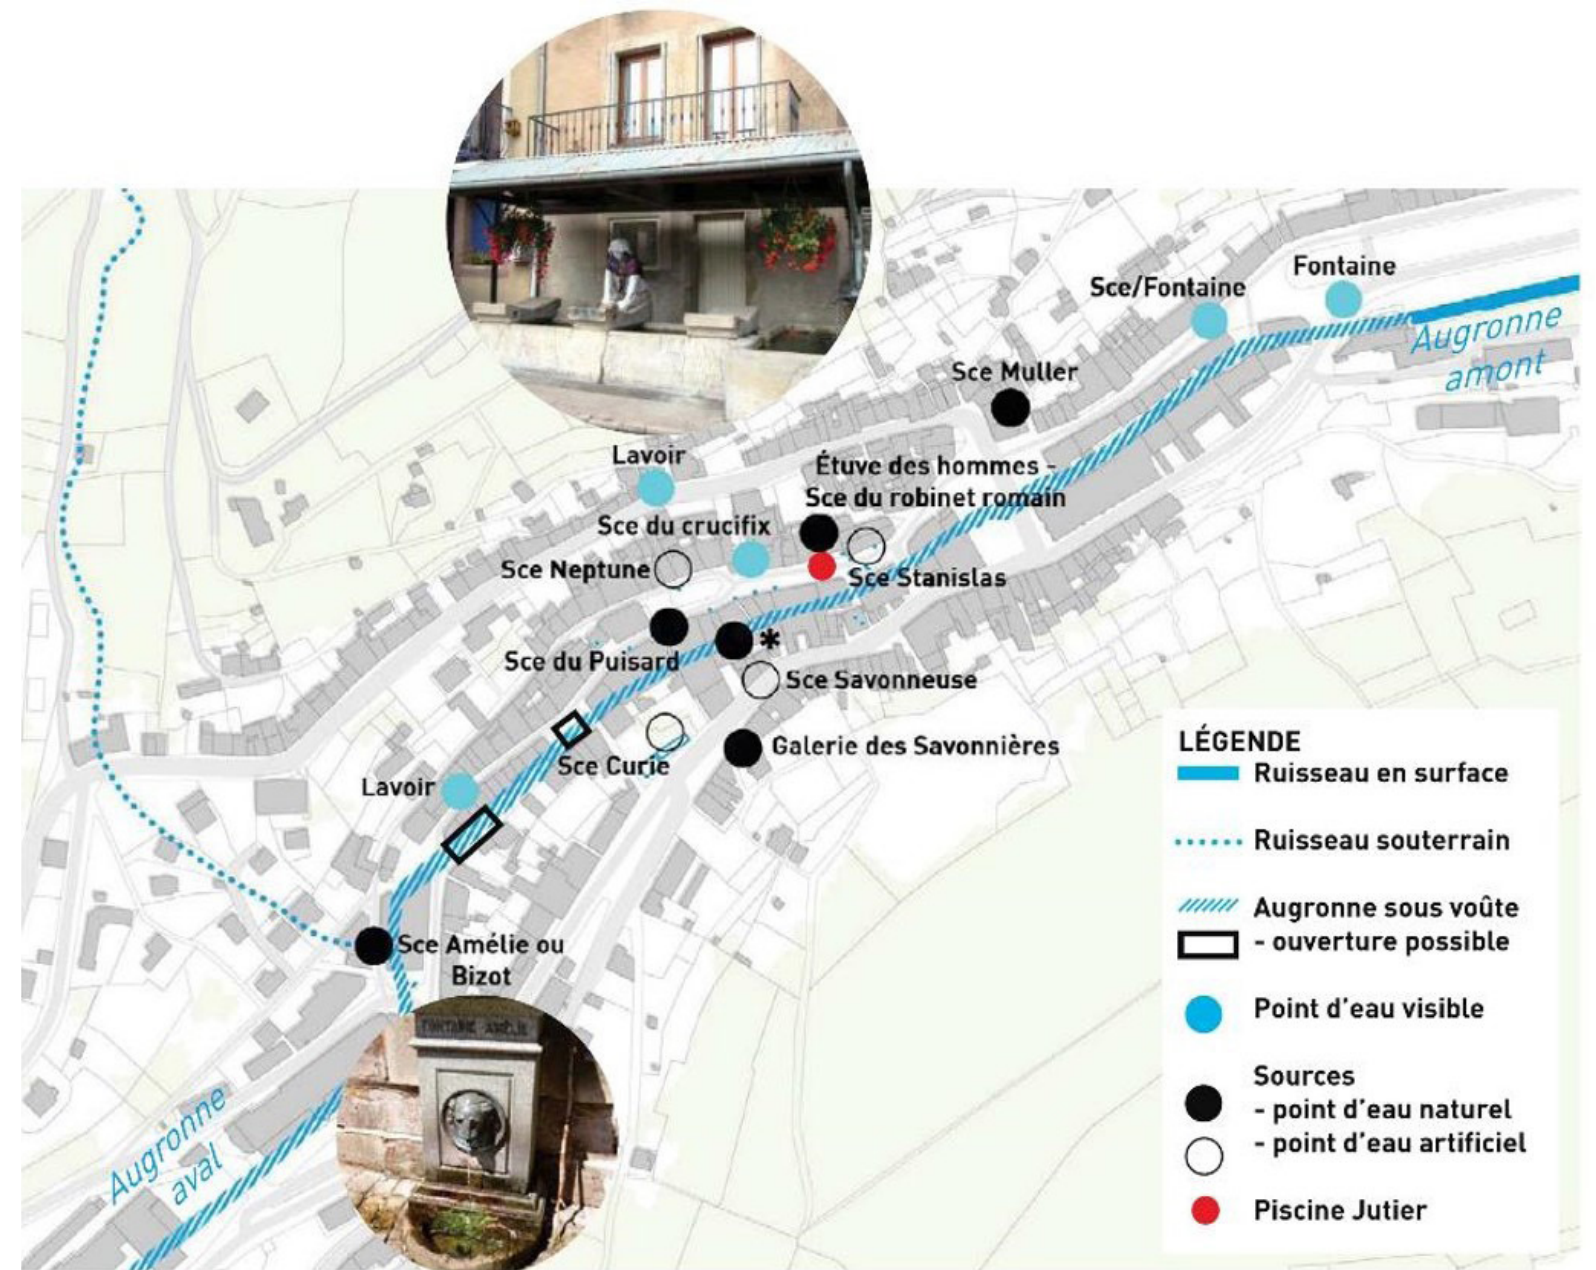 Fontaine
Sce/Fontaine
Augronne
amont
Sce Muller
Lavoir
Étuve des hommes -
Sce du robinet romain
Sce du crucifix
Sce Neptune
Sce Stanislas
*
Sce du Puisard
Sce Savonneuse
Galerie des Savonnières
Sce Curie
Lavoir
Sce Amélie ou
Bizot
FONTAINE AMÉLIE
Augronne
aval
LÉGENDE
Ruisseau en surface
Ruisseau souterrain
Augronne sous voûte
- ouverture possible
Point d'eau visible
Sources
- point d'eau naturel
- point d'eau artificiel
Piscine Jutier